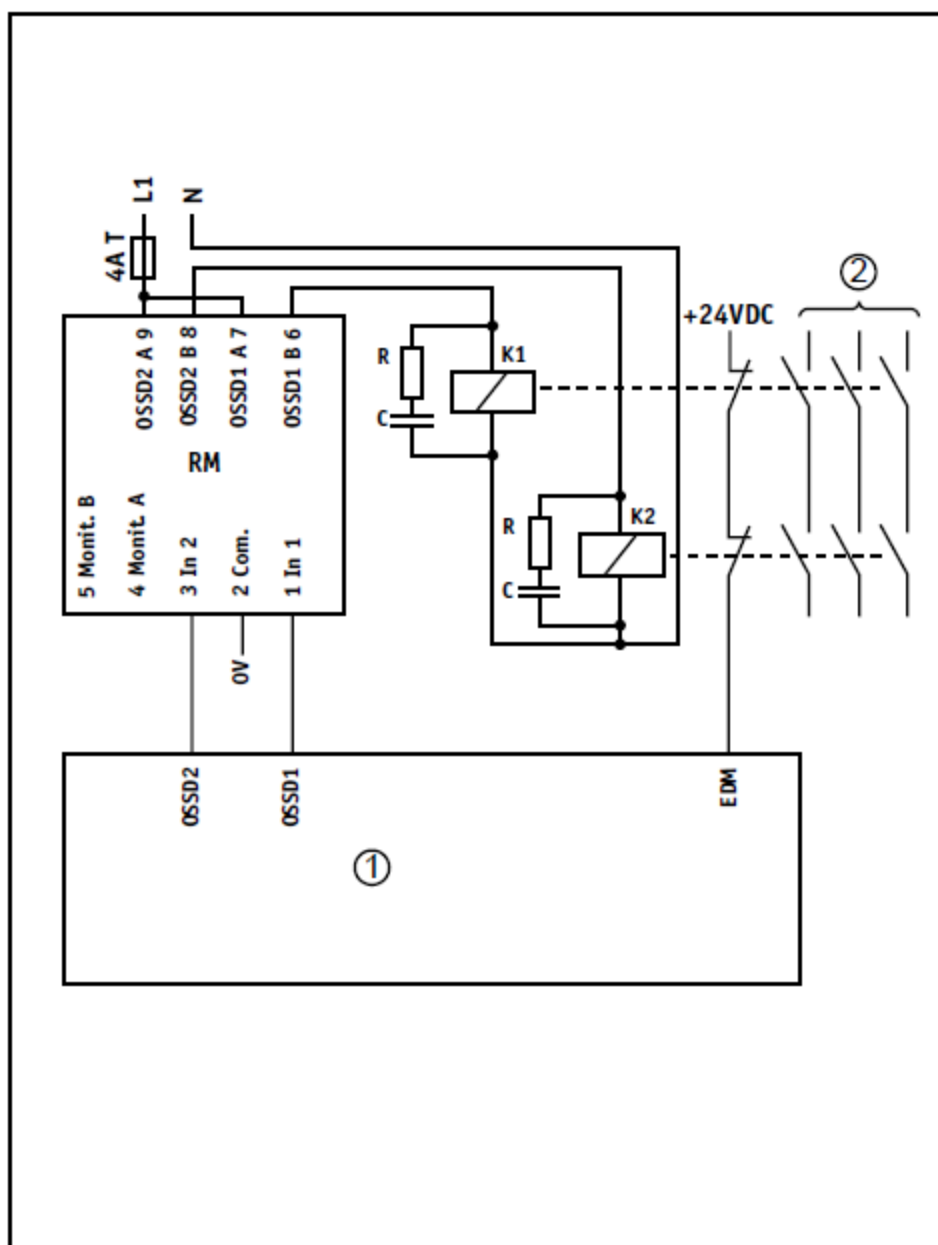 L1
N
4A T
②
+24VDC
OSSD2 A 9
OSSD2 B 8
OSSD1 A 7
OSSD1 B 6
R
C
K1
RM
5 Monit. B
4 Monit. A
3 In 2
2 Com.
1 In 1
R
C
K2
0V
OSSD2
OSSD1
EDM
①